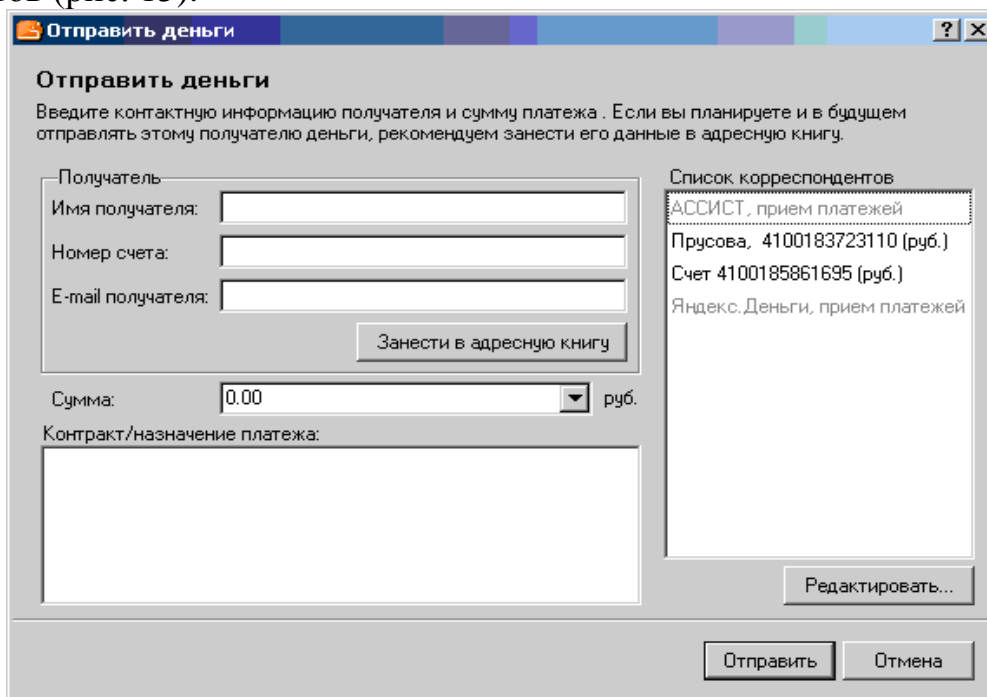 ов (рис. 13).
Отправить деньги
Отправить деньги
Введите контактную информацию получателя и сумму платежа . Если вы планируете и в будущем
отправлять этому получателю деньги, рекомендуем занести его данные в адресную книгу.
Получатель
Имя получателя:
Номер счета:
E-mail получателя:
Занести в адресную книгу
Сумма: 0.00 руб.
Контракт/назначение платежа:
Список корреспондентов
АССИСТ, прием платежей
Прусова, 4100183723110 (руб.)
Счет 4100185861695 (руб.)
Яндекс.Деньги, прием платежей
Редактировать...
Отправить Отмена